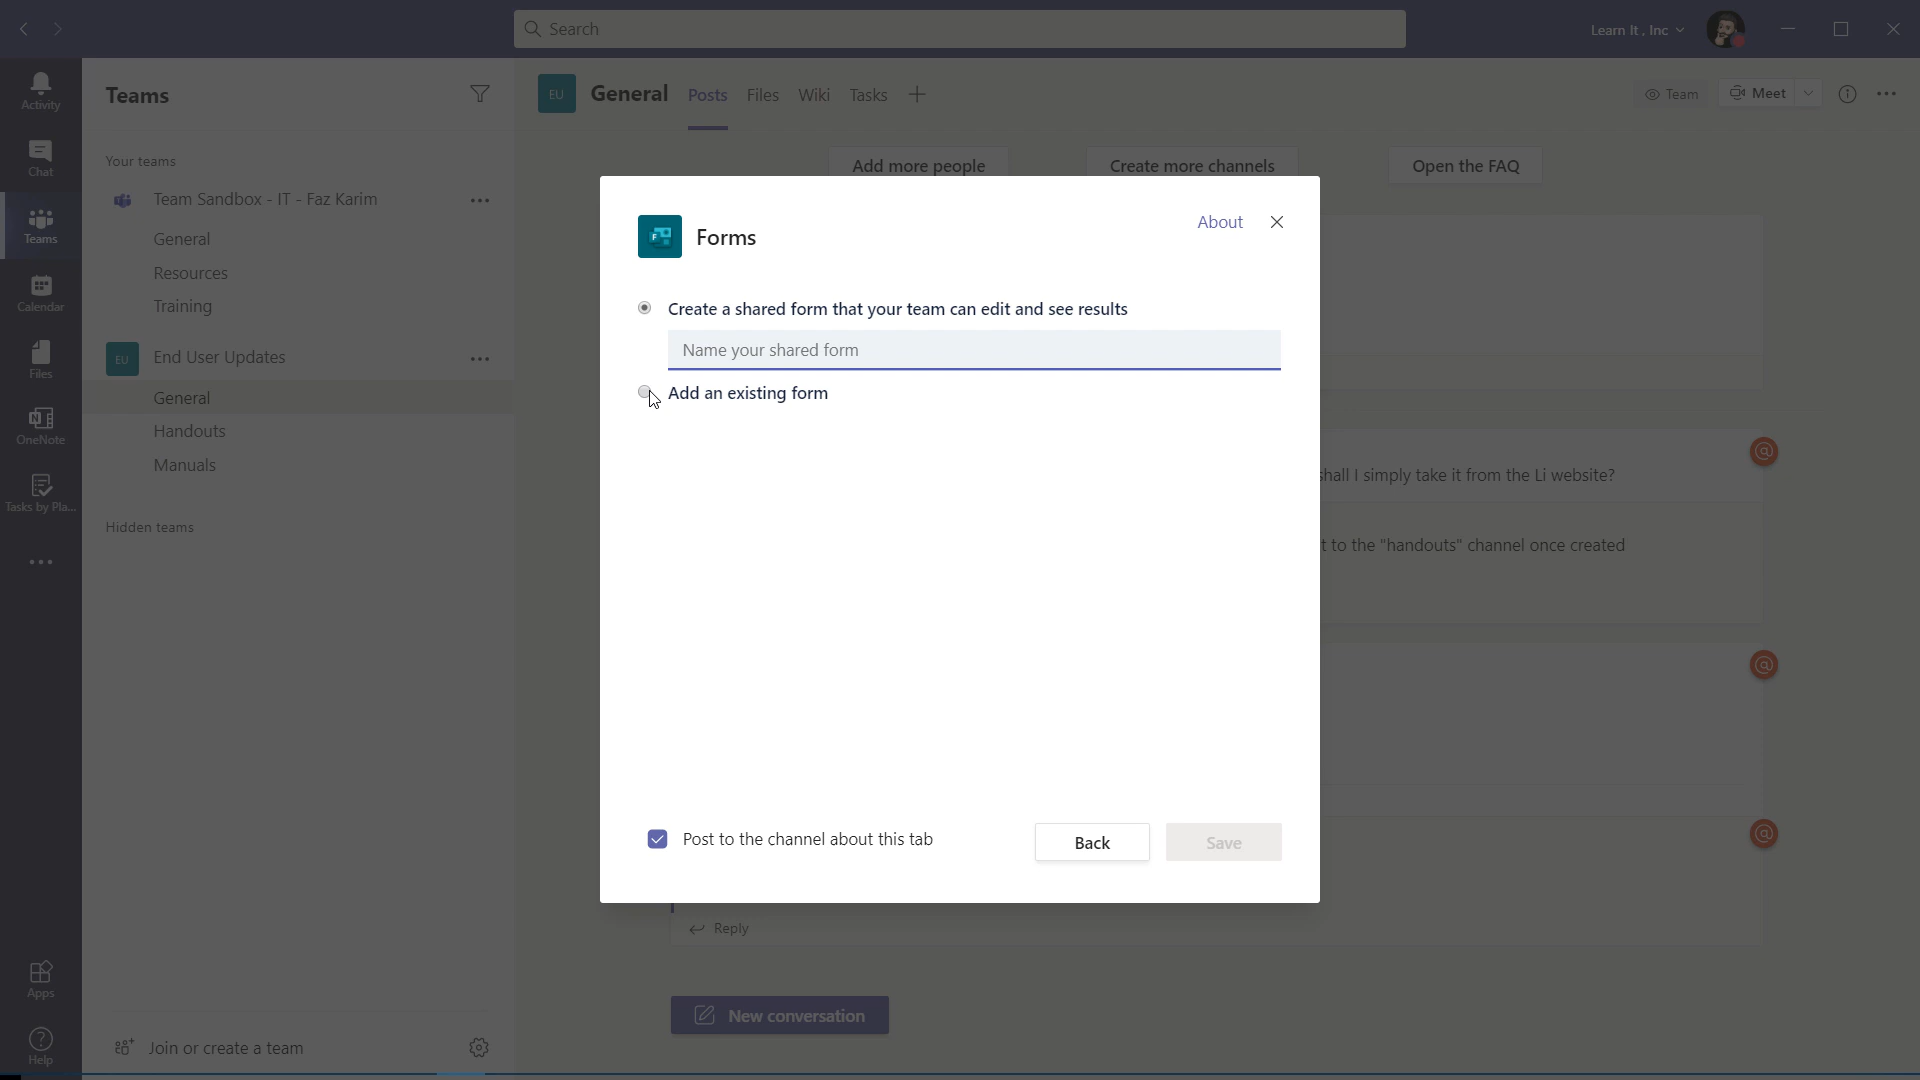 Search
Learn It , Inc
Activity
Chat
Teams
Calendar
Files
OneNote
Tasks by Pla...
Apps
Help
Teams
Your teams
Team Sandbox - IT - Faz Karim
General
Resources
Training
EU
End User Updates
General
Handouts
Manuals
Hidden teams
Join or create a team
EU
General
Posts
Files
Wiki
Tasks
Team
Meet
Add more people
Create more channels
Open the FAQ
Forms
About
Create a shared form that your team can edit and see results
Name your shared form
Add an existing form
Post to the channel about this tab
Back
Save
shall I simply take it from the Li website?
t to the "handouts" channel once created
Reply
New conversation